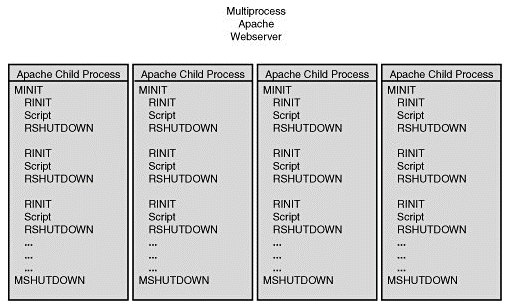 Multiprocess
Apache
Webserver
Apache Child Process
MINIT
RINIT
Script
RSHUTDOWN
RINIT
Script
RSHUTDOWN
RINIT
Script
RSHUTDOWN
...
...
...
MSHUTDOWN
Apache Child Process
MINIT
RINIT
Script
RSHUTDOWN
RINIT
Script
RSHUTDOWN
RINIT
Script
RSHUTDOWN
...
...
...
MSHUTDOWN
Apache Child Process
MINIT
RINIT
Script
RSHUTDOWN
RINIT
Script
RSHUTDOWN
RINIT
Script
RSHUTDOWN
...
...
...
MSHUTDOWN
Apache Child Process
MINIT
RINIT
Script
RSHUTDOWN
RINIT
Script
RSHUTDOWN
RINIT
Script
RSHUTDOWN
...
...
...
MSHUTDOWN